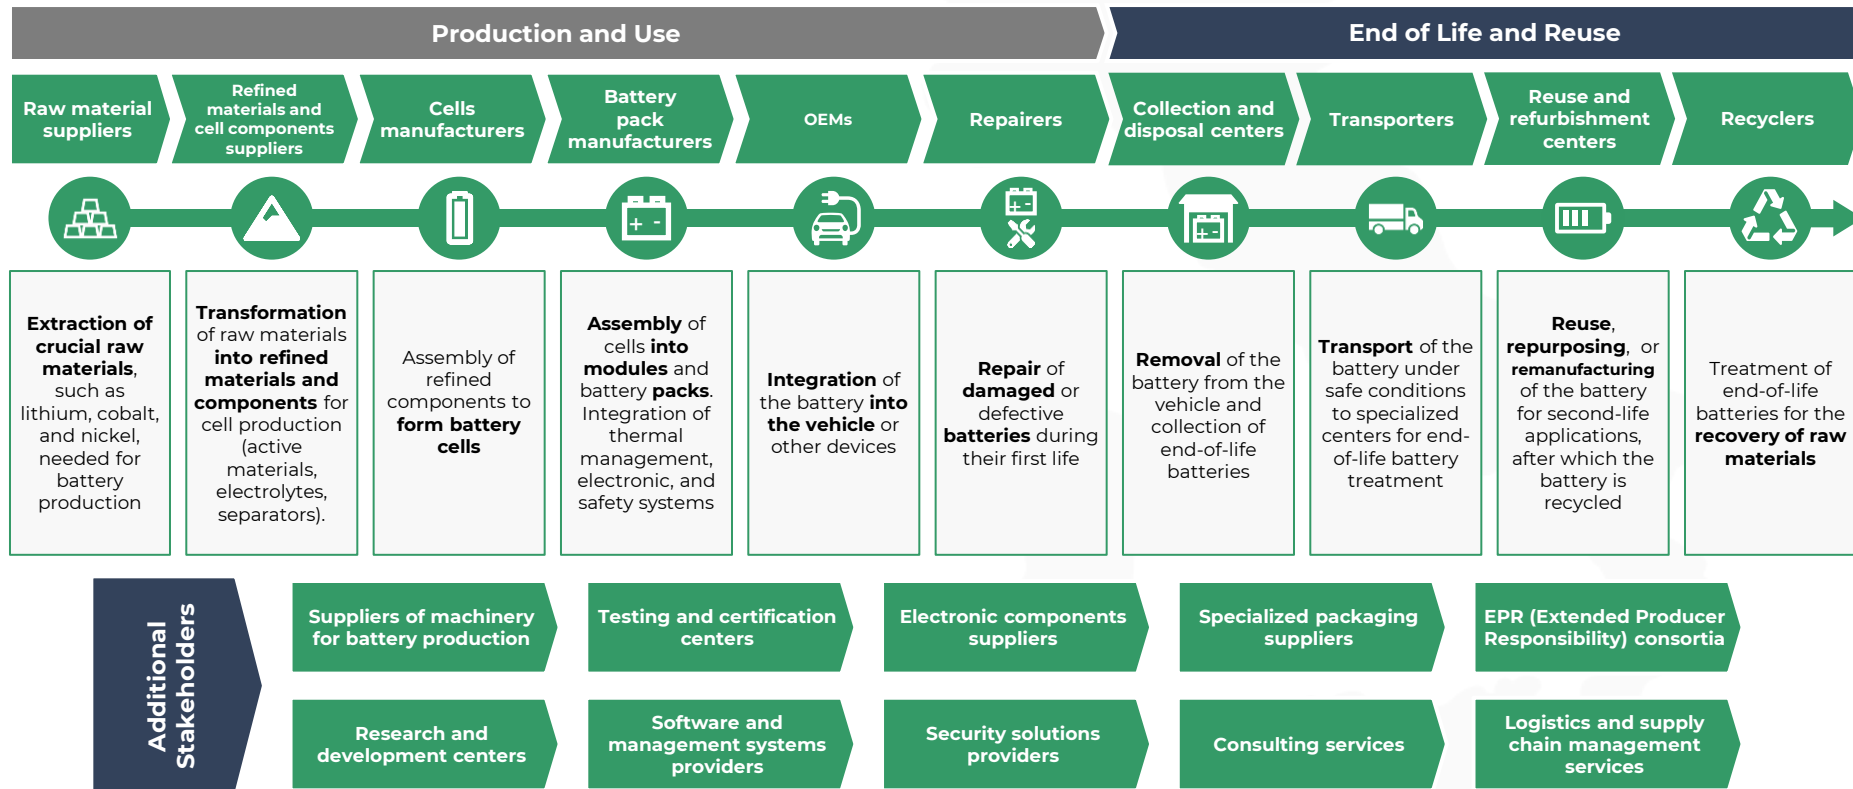 Production and Use
End of Life and Reuse
Raw material
suppliers
Refined
materials and
cell components
suppliers
Cells
manufacturers
Battery
pack
manufacturers
OEMs
Repairers
Collection and
disposal centers
Transporters
Reuse and
refurbishment
centers
Recyclers
Extraction of
crucial raw
materials,
such as
lithium, cobalt,
and nickel,
needed for
battery
production
Transformation
of raw materials
into refined
materials and
components for
cell production
(active
materials,
electrolytes,
separators).
Assembly of
refined
components to
form battery
cells
Assembly of
cells into
modules and
battery packs.
Integration of
thermal
management,
electronic, and
safety systems
Integration of
the battery into
the vehicle or
other devices
Repair of
damaged or
defective
batteries during
their first life
Removal of the
battery from the
vehicle and
collection of
end-of-life
batteries
Transport of the
battery under
safe conditions
to specialized
centers for end-
of-life battery
treatment
Reuse,
repurposing, or
remanufacturing
of the battery
for second-life
applications,
after which the
battery is
recycled
Treatment of
end-of-life
batteries for the
recovery of raw
materials
Additional
Stakeholders
Suppliers of machinery
for battery production
Testing and certification
centers
Electronic components
suppliers
Specialized packaging
suppliers
EPR (Extended Producer
Responsibility) consortia
Research and
development centers
Software and
management systems
providers
Security solutions
providers
Consulting services
Logistics and supply
chain management
services